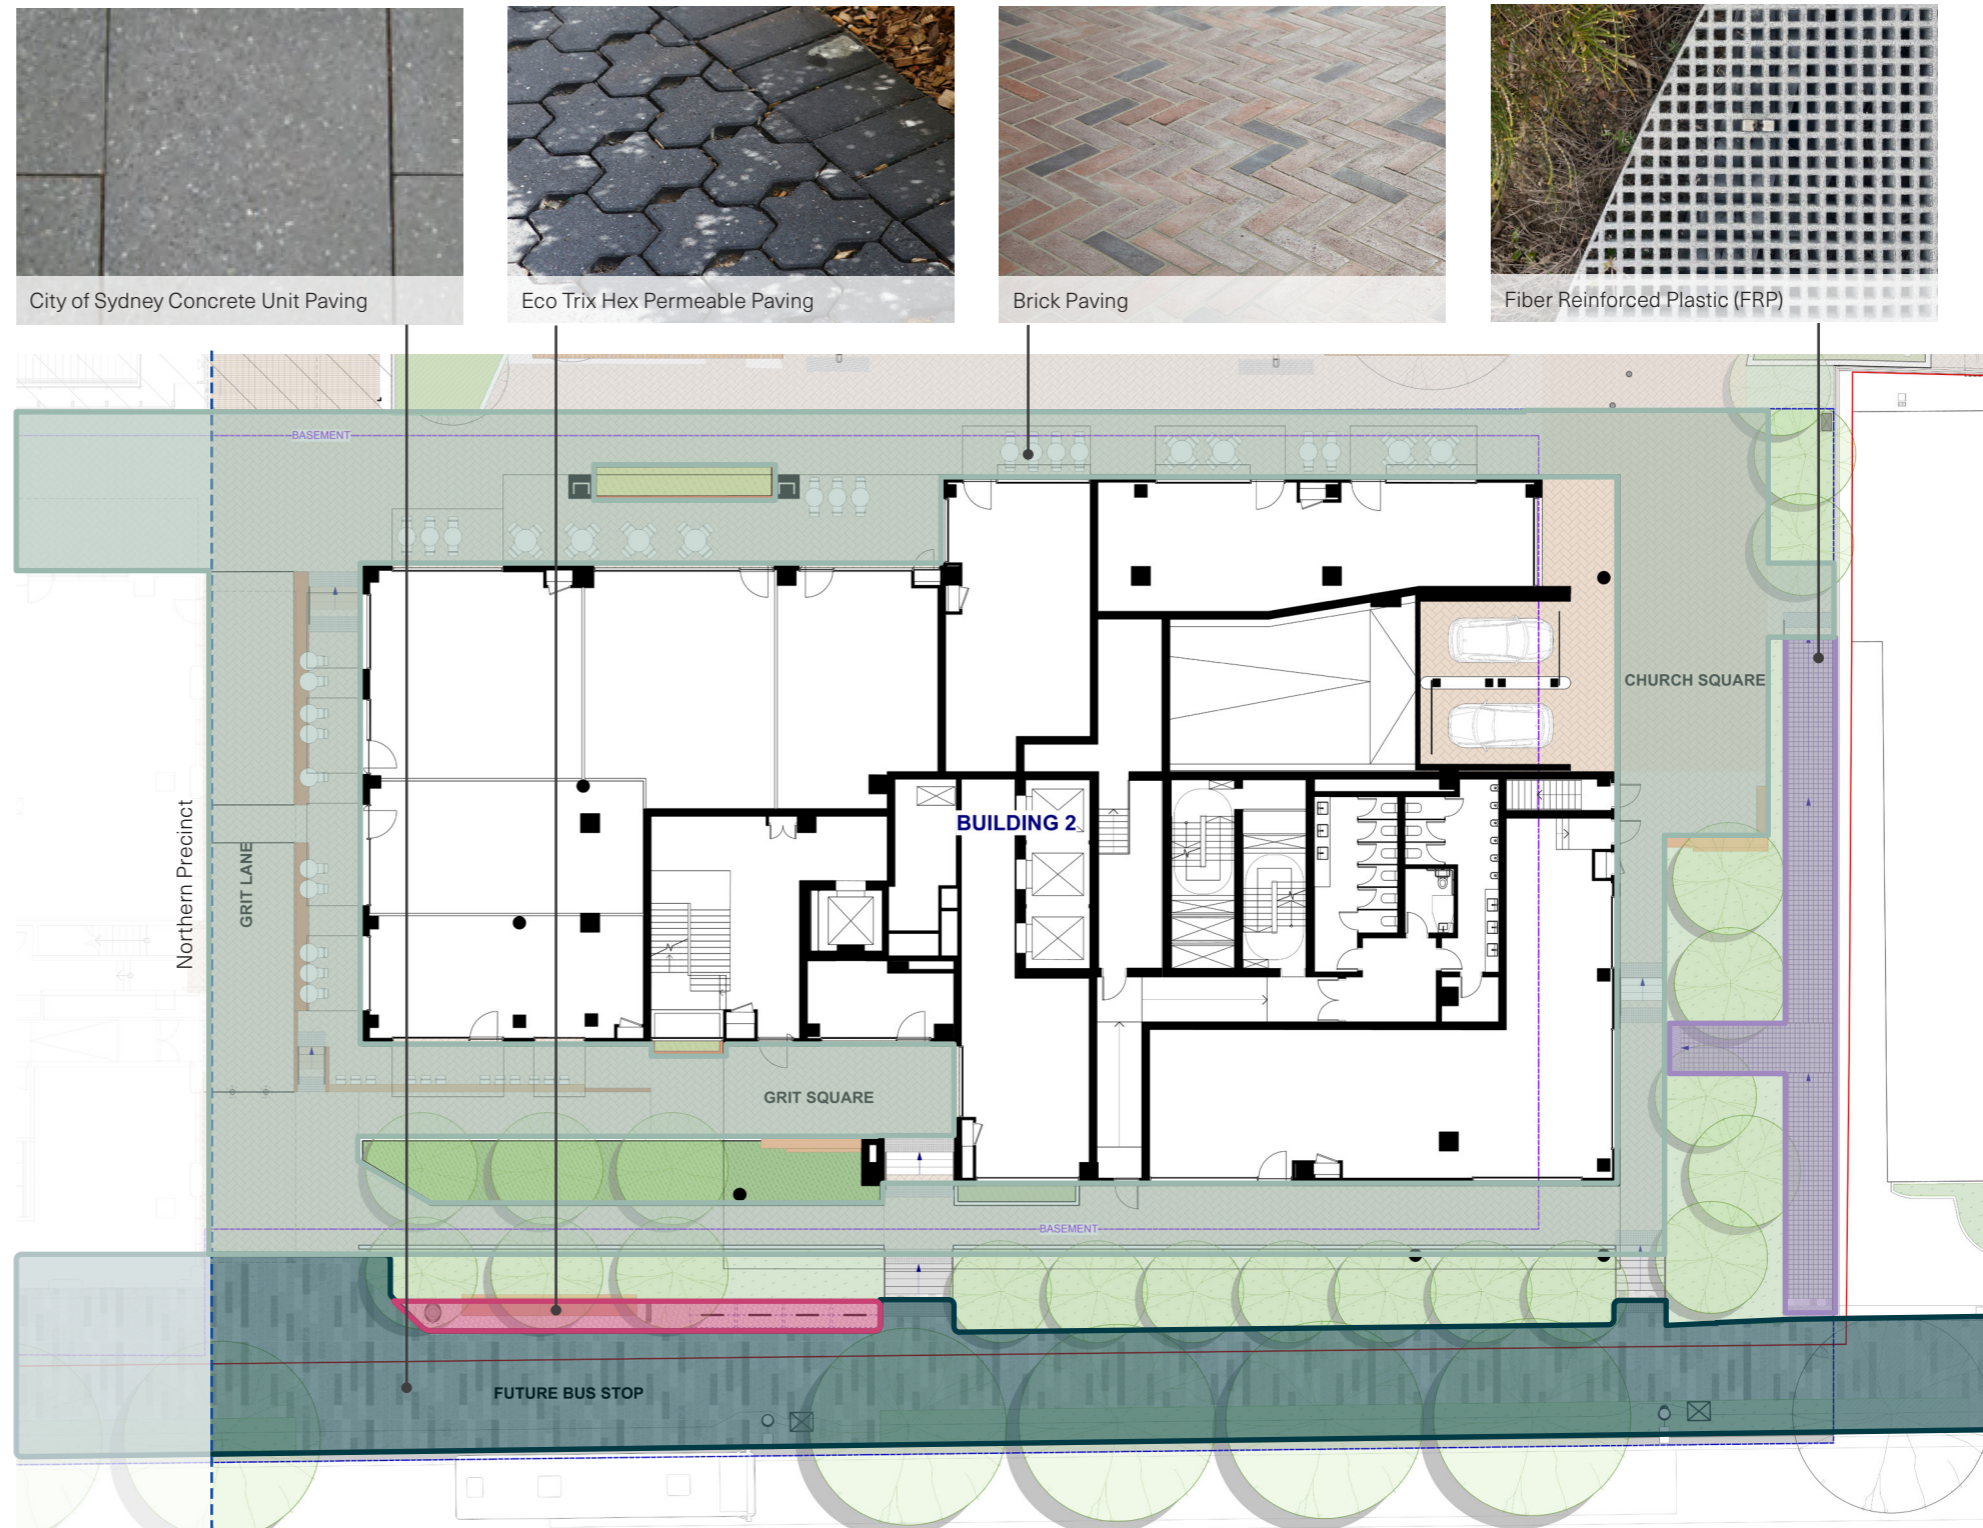 City of Sydney Concrete Unit Paving
Eco Trix Hex Permeable Paving
Brick Paving
Fiber Reinforced Plastic (FRP)
BASEMENT
CHURCH SQUARE
Northern Precinct
GRIT LANE
BUILDING 2
GRIT SQUARE
BASEMENT
FUTURE BUS STOP